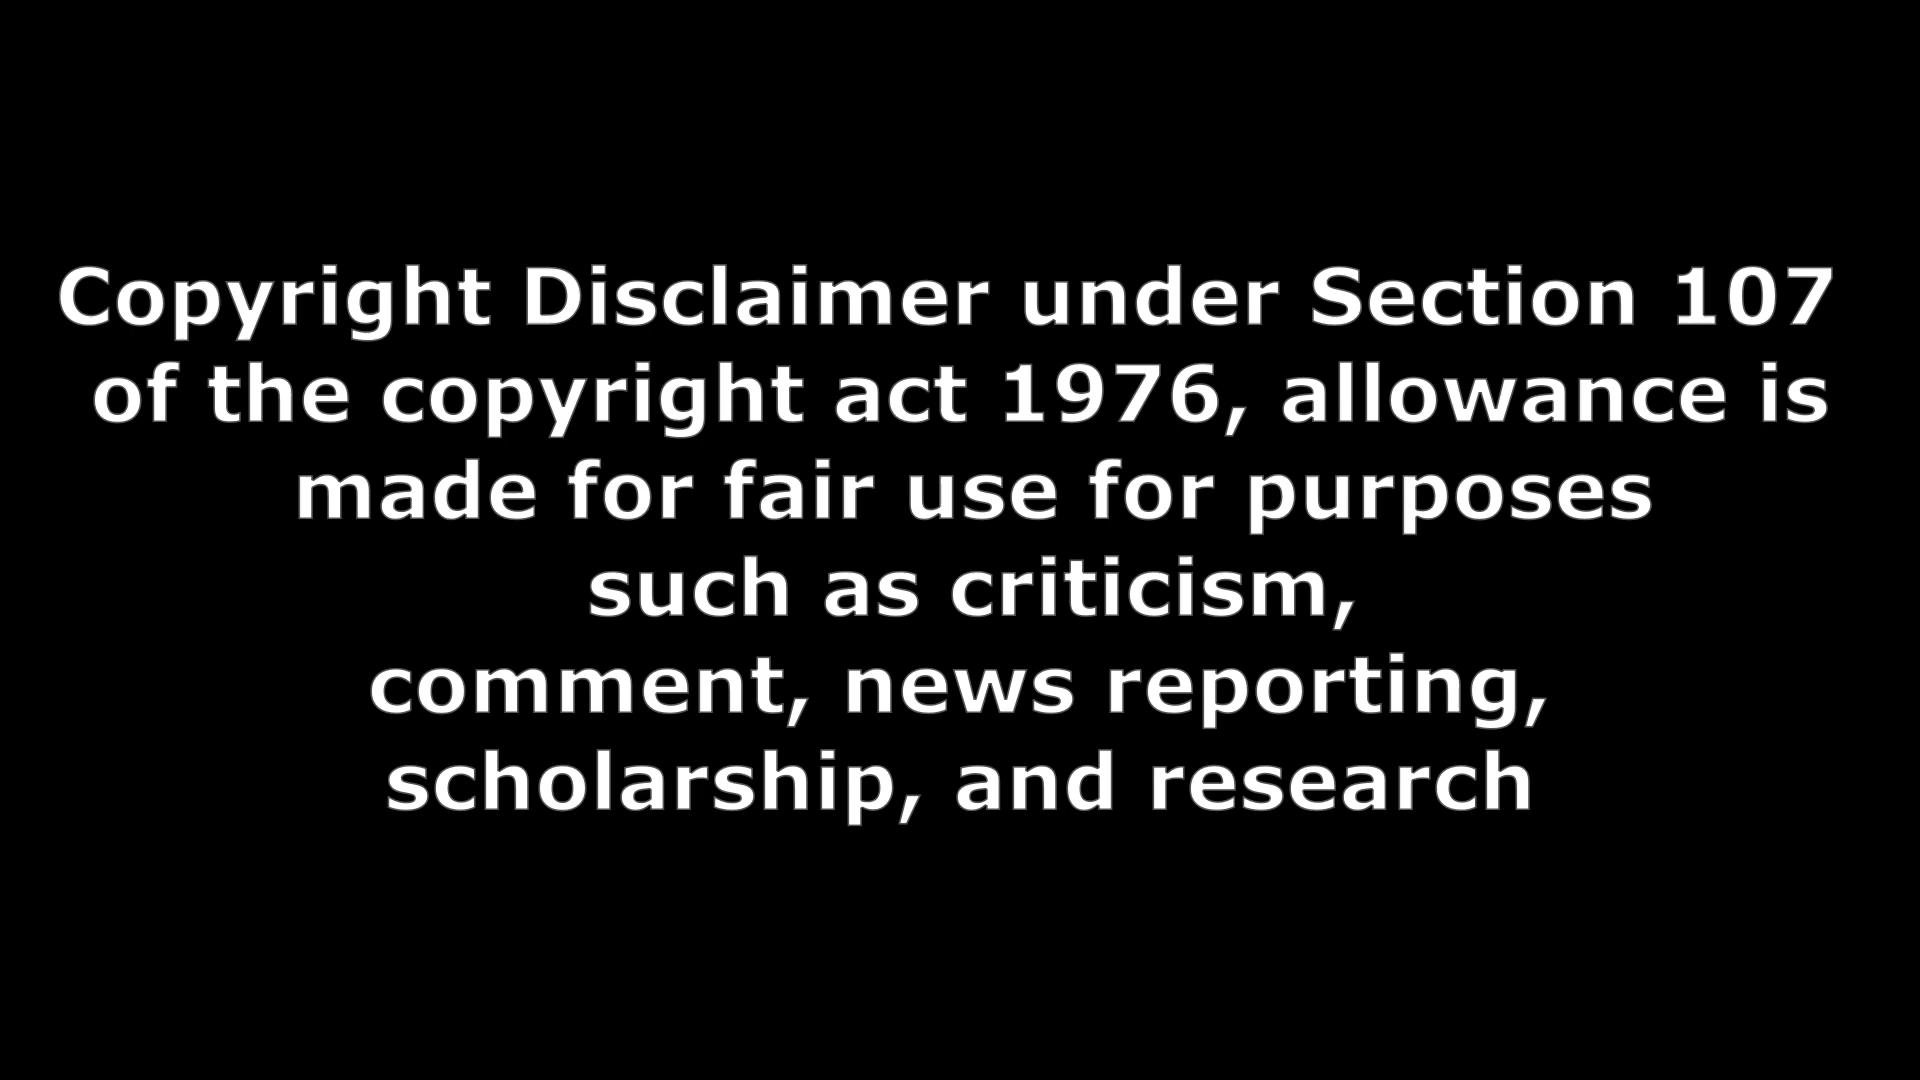 Copyright Disclaimer under Section 107
of the copyright act 1976, allowance is
made for fair use for purposes
such as criticism,
comment, news reporting,
scholarship, and research